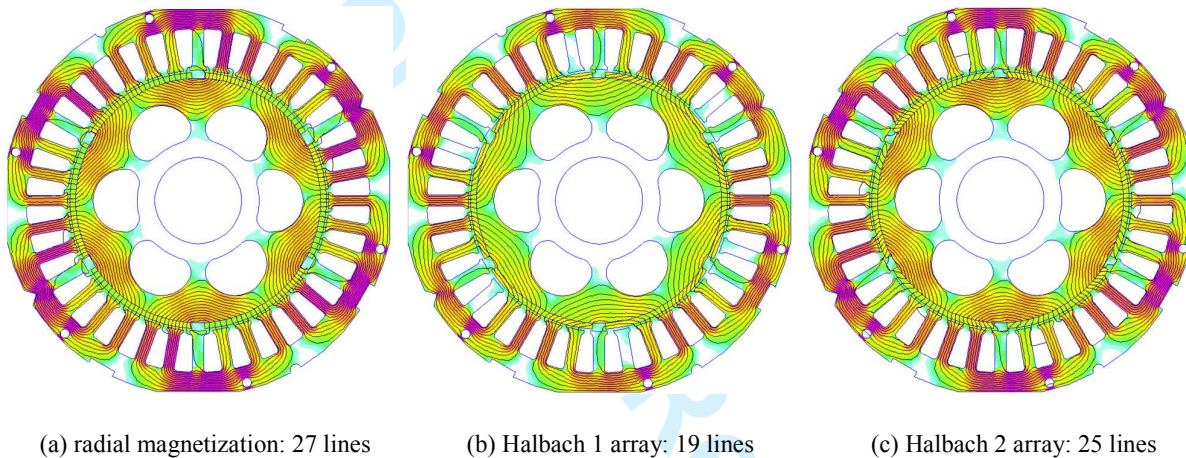 (a) radial magnetization: 27 lines
(b) Halbach 1 array: 19 lines
(c) Halbach 2 array: 25 lines